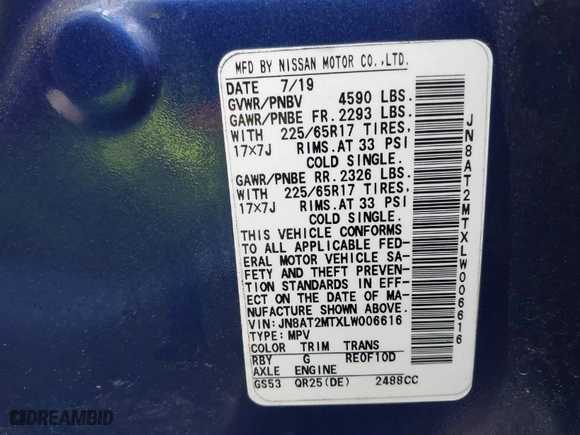 MFD BY NISSAN MOTOR CO.,LTD.
DATE 7/19
GVWR/PNBV 4590 LBS.
GAWR/PNBE FR. 2293 LBS.
WITH 225/65R17 TIRES,
17×7J RIMS.AT 33 PSI
COLD SINGLE.
GAWR/PNBE RR. 2326 LBS.
WITH 225/65R17 TIRES,
17×7J RIMS.AT 33 PSI
COLD SINGLE.
THIS VEHICLE CONFORMS
TO ALL APPLICABLE FED-
ERAL MOTOR VEHICLE SA-
FETY AND THEFT PREVEN-
TION STANDARDS IN EFF-
ECT ON THE DATE OF MA-
NUFACTURE SHOWN ABOVE.
VIN: JN8AT2MTXLW006616
TYPE: MPV
COLOR TRIM TRANS
RBY G RE0F10D
AXLE ENGINE
GS53 QR25(DE) 2488CC
JN8AT2MTXLW006616
DREAMBID